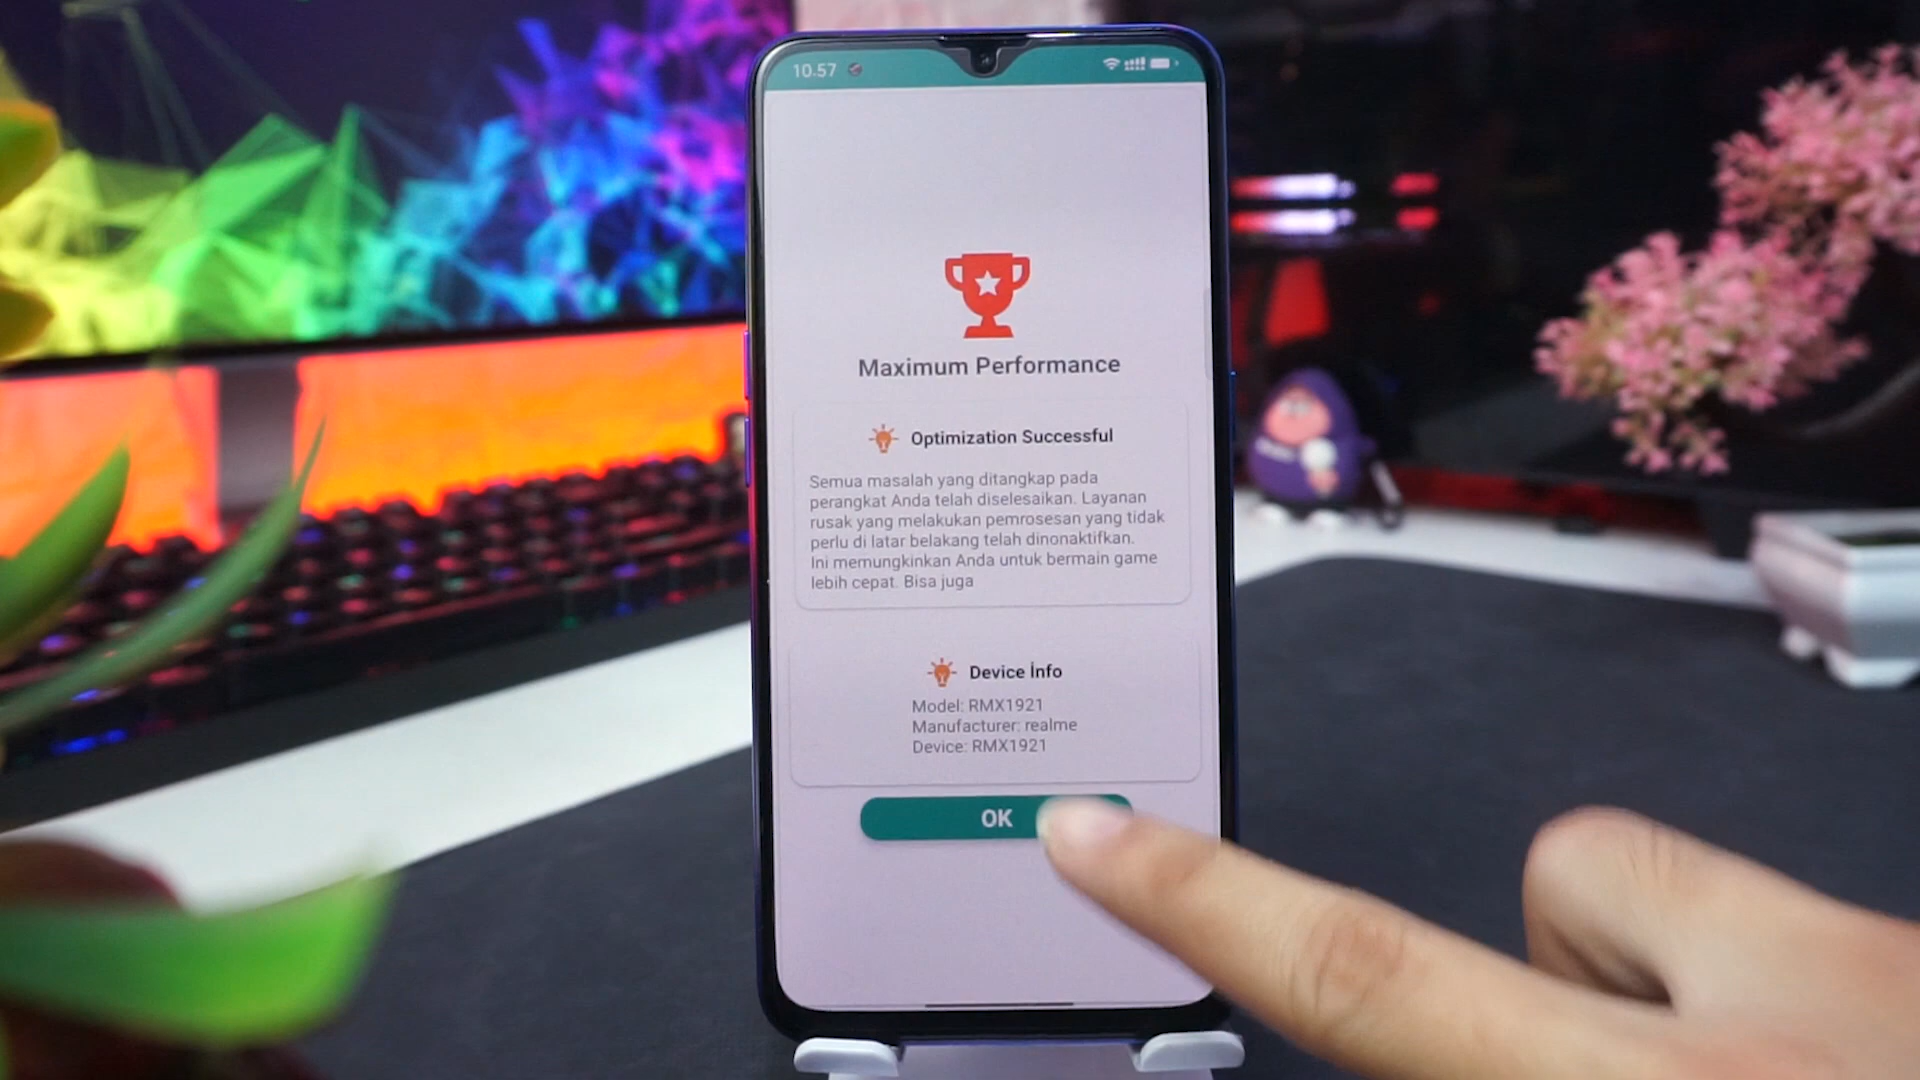 10.57
Maximum Performance
Optimization Successful
Semua masalah yang ditangkap pada
perangkat Anda telah diselesaikan. Layanan
rusak yang melakukan pemrosesan yang tidak
perlu di latar belakang telah dinonaktifkan.
Ini memungkinkan Anda untuk bermain game
lebih cepat. Bisa juga
Device İnfo
Model: RMX1921
Manufacturer: realme
Device: RMX1921
OK